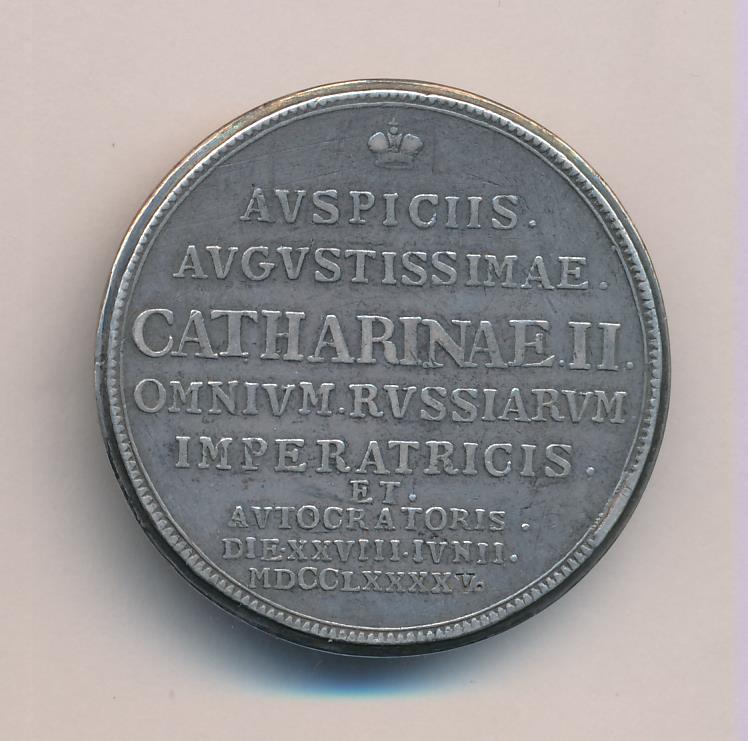 AVSPICIIS.
AVGVSTISSIMAE.
CATHARINAE.II.
OMNIVM.RVSSIARVM
IMPERATRICIS.
ET.
AVTOCRATORIS.
DIE.XXVIII.IVNII.
MDCCLXXXXV.